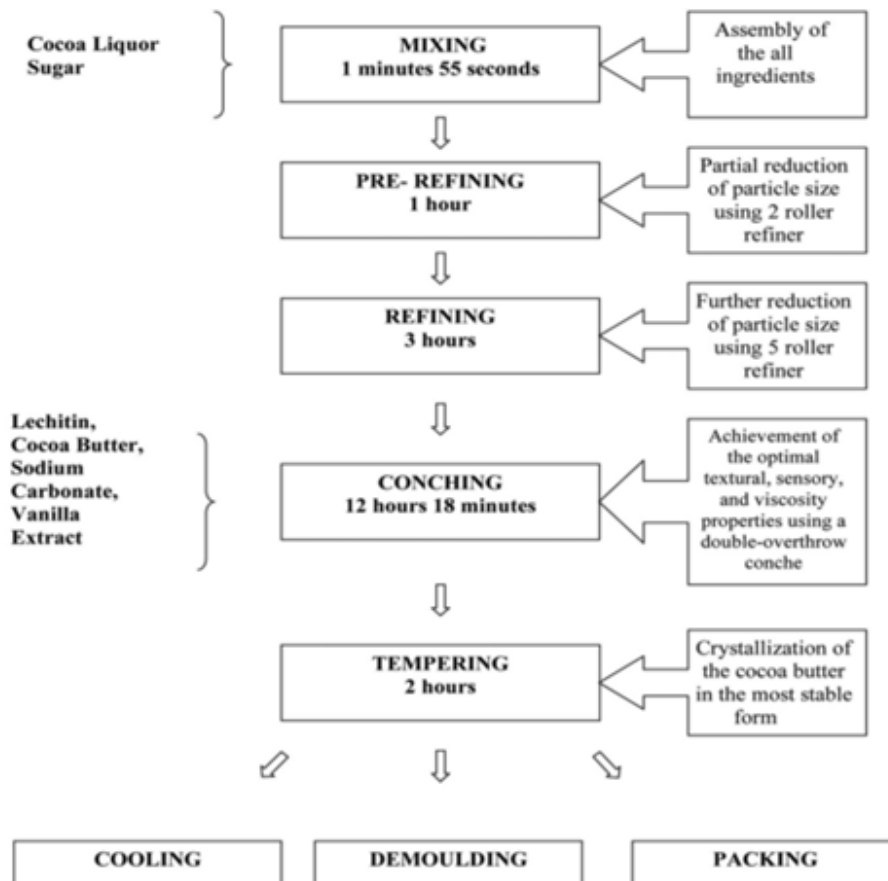 Cocoa Liquor
Sugar
MIXING
1 minutes 55 seconds
Assembly of
the all
ingredients
PRE- REFINING
1 hour
Partial reduction
of particle size
using 2 roller
refiner
REFINING
3 hours
Further reduction
of particle size
using 5 roller
refiner
Lechitin,
Cocoa Butter,
Sodium
Carbonate,
Vanilla
Extract
CONCHING
12 hours 18 minutes
Achievement of
the optimal
textural, sensory,
and viscosity
properties using a
double-overthrow
conche
TEMPERING
2 hours
Crystallization of
the cocoa butter
in the most stable
form
COOLING
DEMOULDING
PACKING